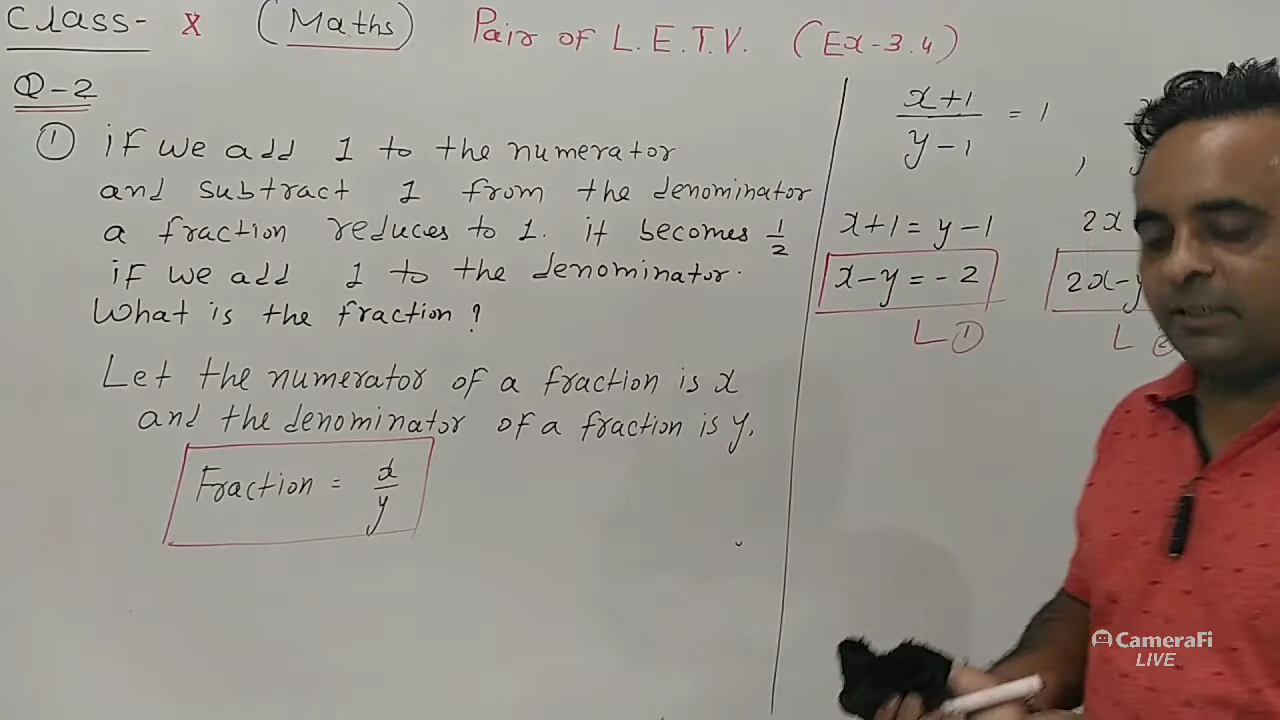 Class- X (Maths) Pair of L.E.T.V. (Ex-3.4)
Q-2
① if we add 1 to the numerator
and subtract 1 from the denominator
a fraction reduces to 1. it becomes 1/2
if we add 1 to the denominator.
What is the fraction?
Let the numerator of a fraction is x
and the denominator of a fraction is y.
Fraction = x/y
x+1/y-1 = 1 ,
x+1 = y-1
x-y = -2
L①
2x
2x-y
L②
CameraFi
LIVE